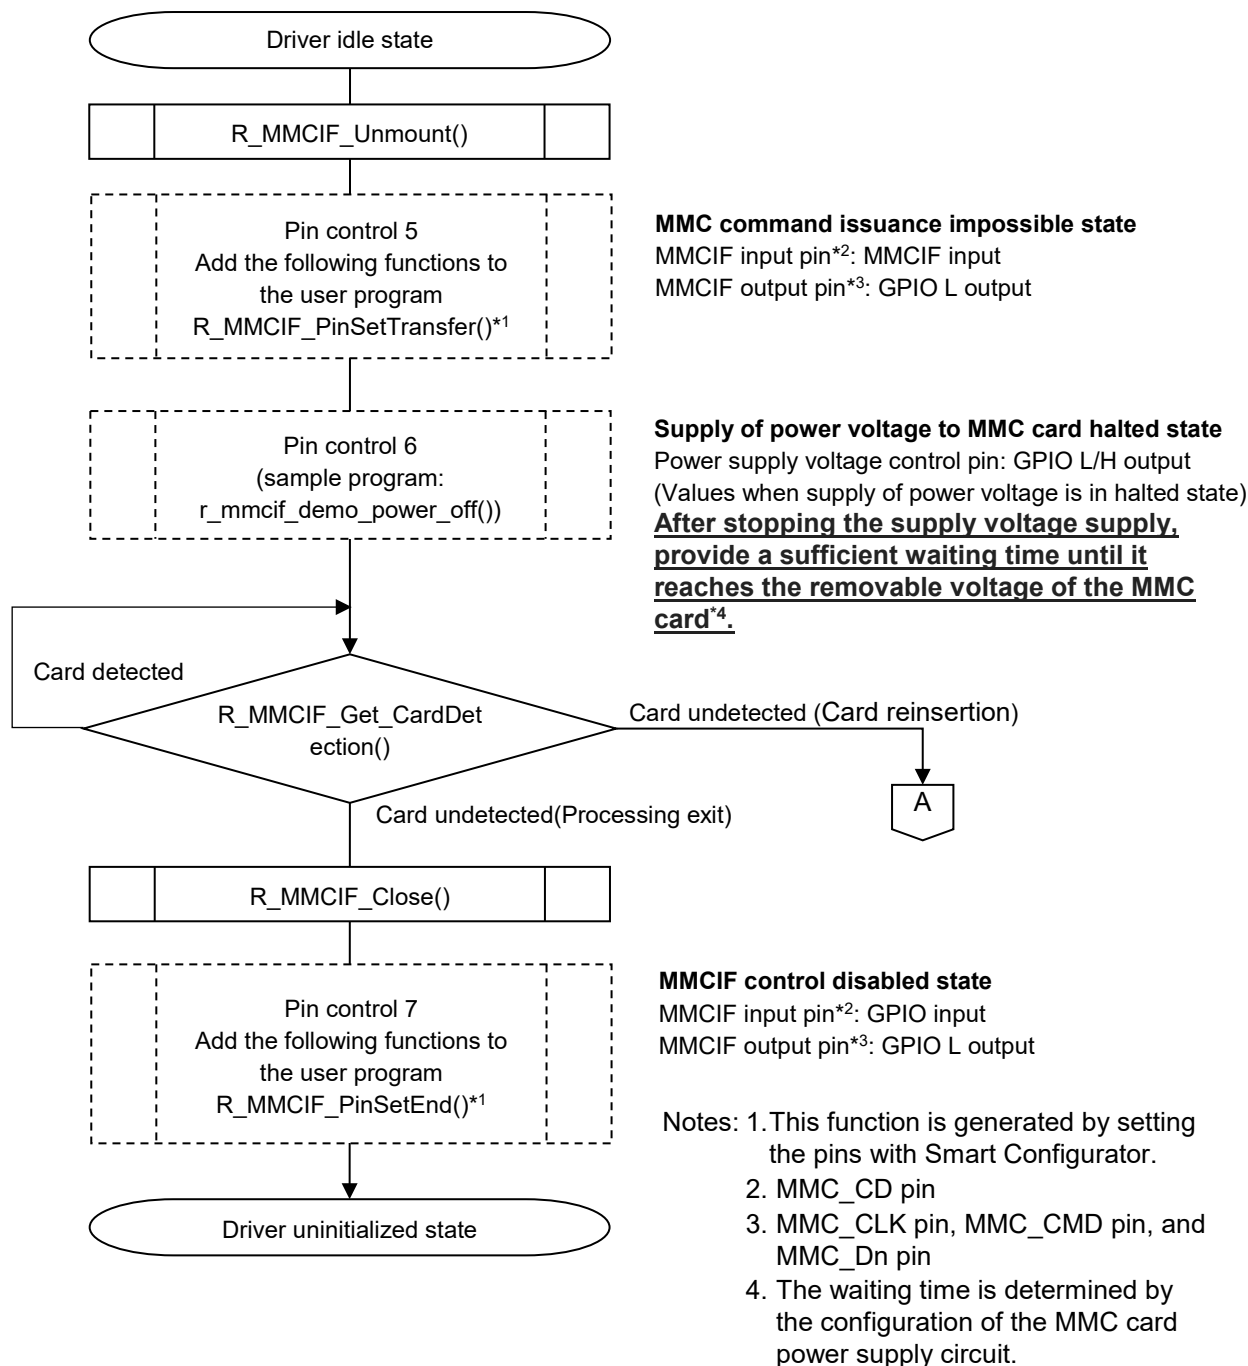 Driver idle state
R_MMCIF_Unmount()
Pin control 5
Add the following functions to
the user program
R_MMCIF_PinSetTransfer()*1
MMC command issuance impossible state
MMCIF input pin*2: MMCIF input
MMCIF output pin*3: GPIO L output
Pin control 6
(sample program:
r_mmcif_demo_power_off())
Supply of power voltage to MMC card halted state
Power supply voltage control pin: GPIO L/H output
(Values when supply of power voltage is in halted state)
After stopping the supply voltage supply,
provide a sufficient waiting time until it
reaches the removable voltage of the MMC
card*4.
Card detected
R_MMCIF_Get_CardDet
ection()
Card undetected (Card reinsertion)
A
Card undetected(Processing exit)
R_MMCIF_Close()
Pin control 7
Add the following functions to
the user program
R_MMCIF_PinSetEnd()*1
MMCIF control disabled state
MMCIF input pin*2: GPIO input
MMCIF output pin*3: GPIO L output
Driver uninitialized state
Notes: 1.This function is generated by setting
the pins with Smart Configurator.
2. MMC_CD pin
3. MMC_CLK pin, MMC_CMD pin, and
MMC_Dn pin
4. The waiting time is determined by
the configuration of the MMC card
power supply circuit.